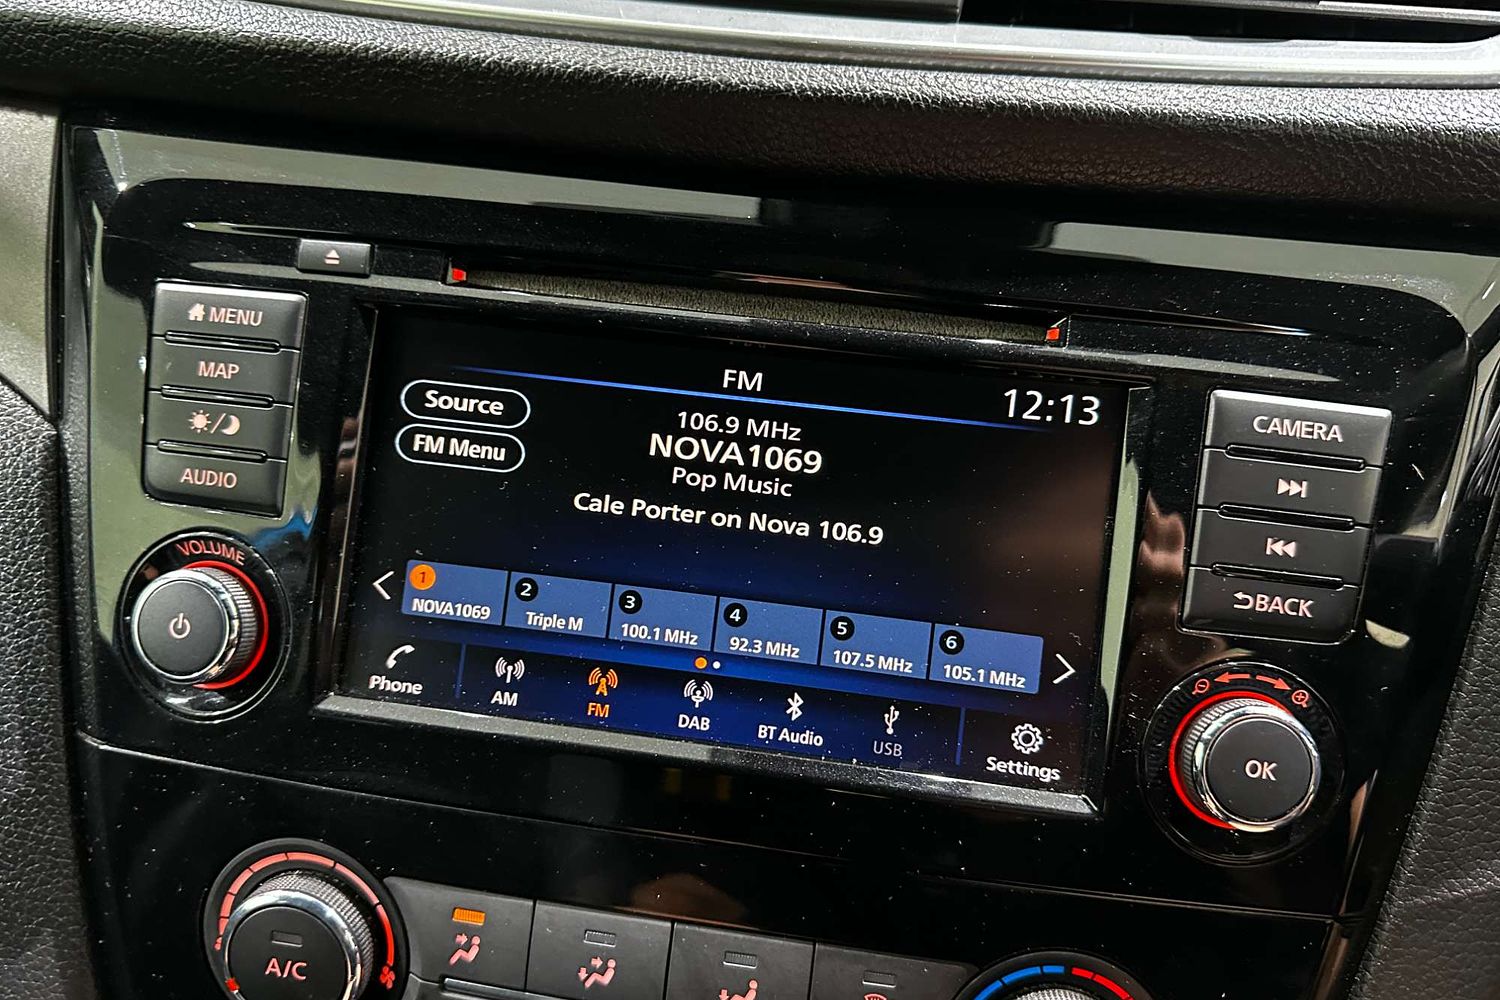 MENU
MAP
AUDIO
VOLUME
FM
12:13
Source
FM Menu
106.9 MHz
NOVA1069
Pop Music
Cale Porter on Nova 106.9
1
NOVA1069
2
Triple M
3
100.1 MHz
4
92.3 MHz
5
107.5 MHz
6
105.1 MHz
Phone
AM
FM
DAB
BT Audio
USB
Settings
CAMERA
BACK
OK
A/C